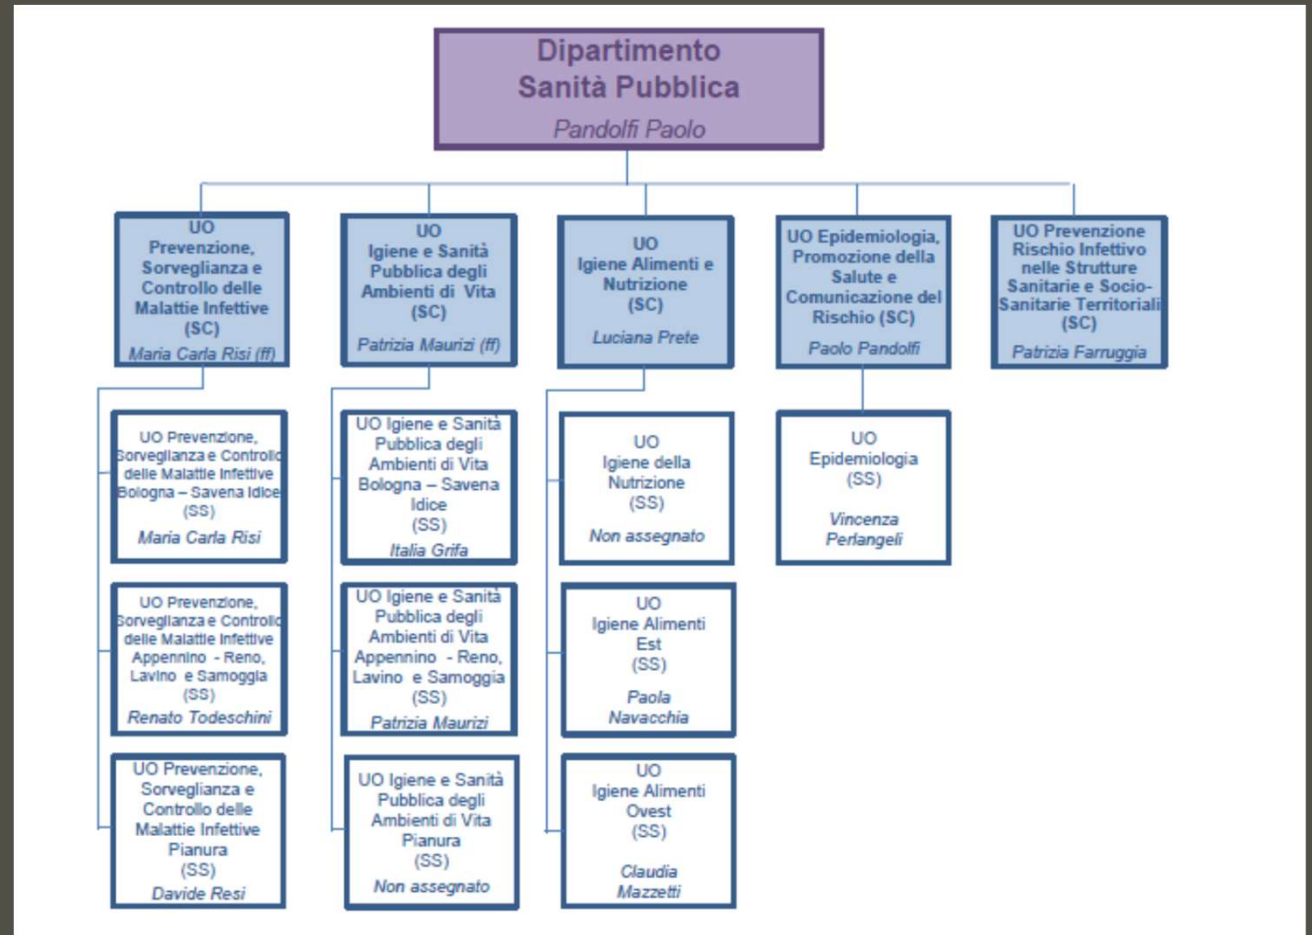 Dipartimento
Sanità Pubblica
Pandolfi Paolo
UO
Prevenzione,
Sorveglianza e
Controllo delle
Malattie Infettive
(SC)
Maria Carla Risi (ff)
UO
Igiene e Sanità
Pubblica degli
Ambienti di Vita
(SC)
Patrizia Maurizi (ff)
UO
Igiene Alimenti e
Nutrizione
(SC)
Luciana Prete
UO Epidemiologia,
Promozione della
Salute e
Comunicazione del
Rischio (SC)
Paolo Pandolfi
UO Prevenzione
Rischio Infettivo
nelle Strutture
Sanitarie e Socio-
Sanitarie Territoriali
(SC)
Patrizia Farruggia
UO Prevenzione,
Sorveglianza e Controllo
delle Malattie Infettive
Bologna – Savena Idice
(SS)
Maria Carla Risi
UO Igiene e Sanità
Pubblica degli
Ambienti di Vita
Bologna – Savena
Idice
(SS)
Italia Grifa
UO
Igiene della
Nutrizione
(SS)
Non assegnato
UO
Epidemiologia
(SS)
Vincenza
Perlangeli
UO Prevenzione,
Sorveglianza e Controllo
delle Malattie Infettive
Appennino - Reno,
Lavino e Samoggia
(SS)
Renato Todeschini
UO Igiene e Sanità
Pubblica degli
Ambienti di Vita
Appennino - Reno,
Lavino e Samoggia
(SS)
Patrizia Maurizi
UO
Igiene Alimenti
Est
(SS)
Paola
Navacchia
UO Prevenzione,
Sorveglianza e
Controllo delle
Malattie Infettive
Pianura
(SS)
Davide Resi
UO Igiene e Sanità
Pubblica degli
Ambienti di Vita
Pianura
(SS)
Non assegnato
UO
Igiene Alimenti
Ovest
(SS)
Claudia
Mazzetti